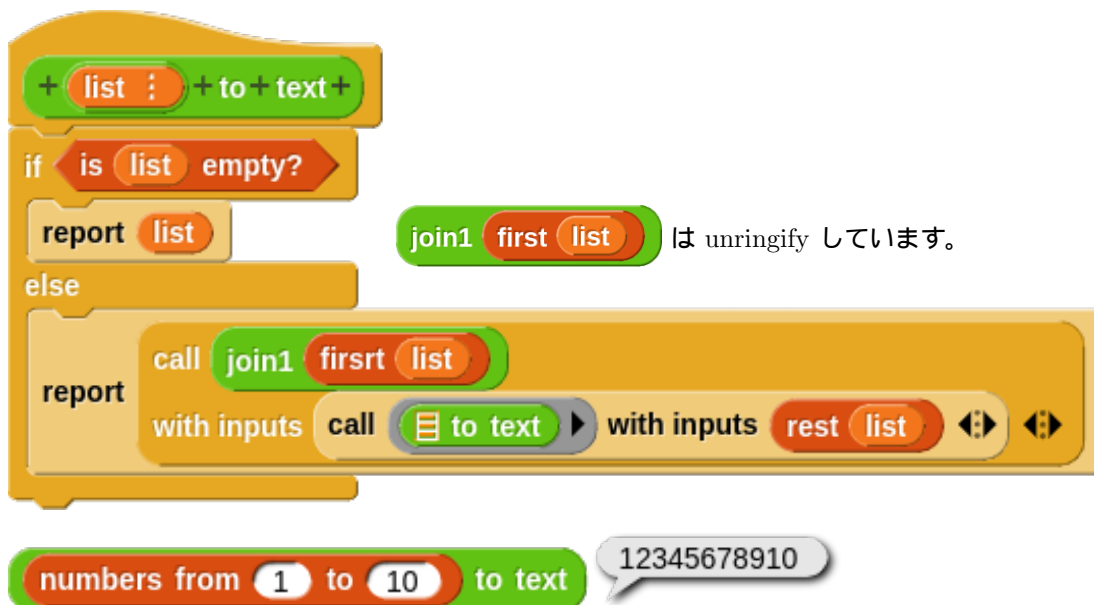 + list ⋮ + to + text +
if is list empty?
report list
join1 first list は unringify しています。
else
call join1 firsrt list
report
with inputs call to text with inputs rest list
numbers from 1 to 10 to text
12345678910